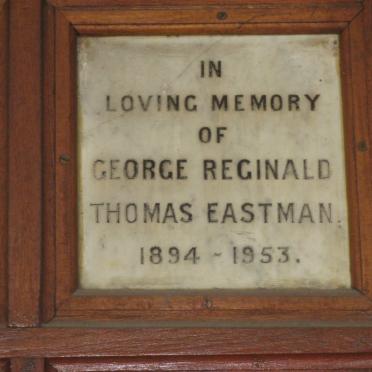 IN
LOVING MEMORY
OF
GEORGE REGINALD
THOMAS EASTMAN.
1894 ~ 1953.